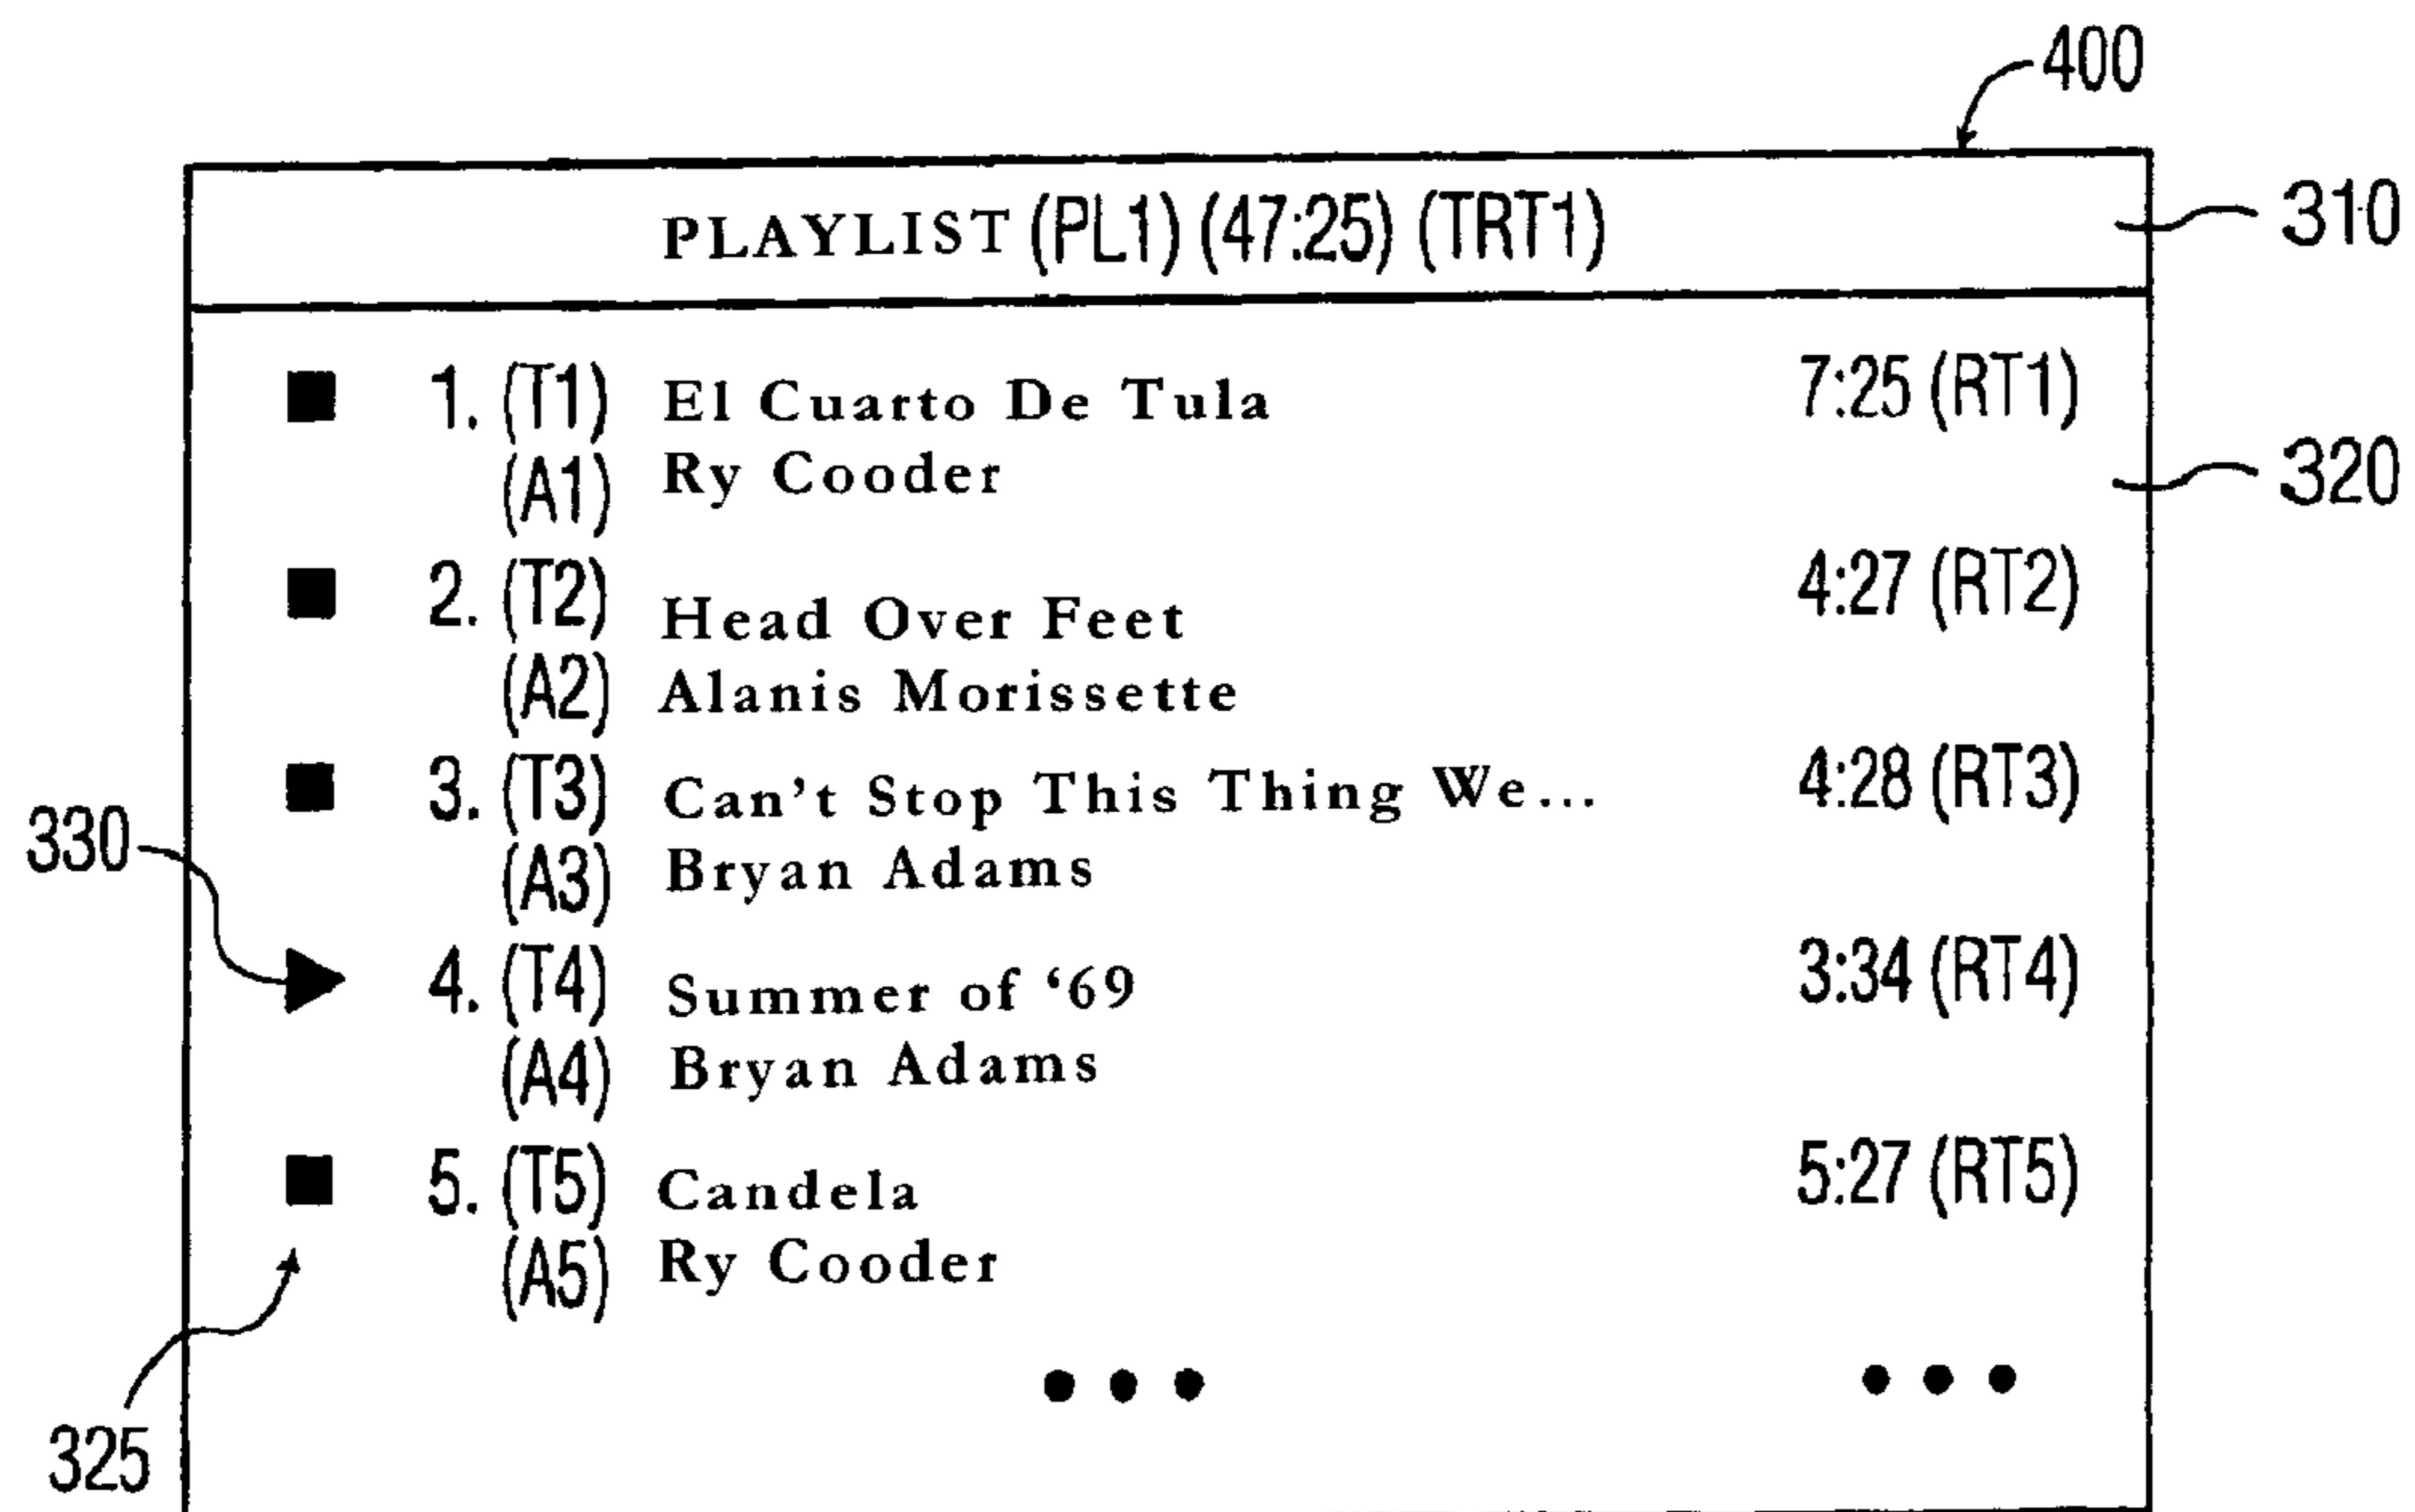 400
PLAYLIST (PL1) (47:25) (TRT1)
310
1. (T1) El Cuarto De Tula 7:25 (RT1)
(A1) Ry Cooder
320
2. (T2) Head Over Feet 4:27 (RT2)
(A2) Alanis Morissette
3. (T3) Can't Stop This Thing We... 4:28 (RT3)
330
(A3) Bryan Adams
4. (T4) Summer of ‘69 3:34 (RT4)
(A4) Bryan Adams
5. (T5) Candela 5:27 (RT5)
(A5) Ry Cooder
• • • • • •
325